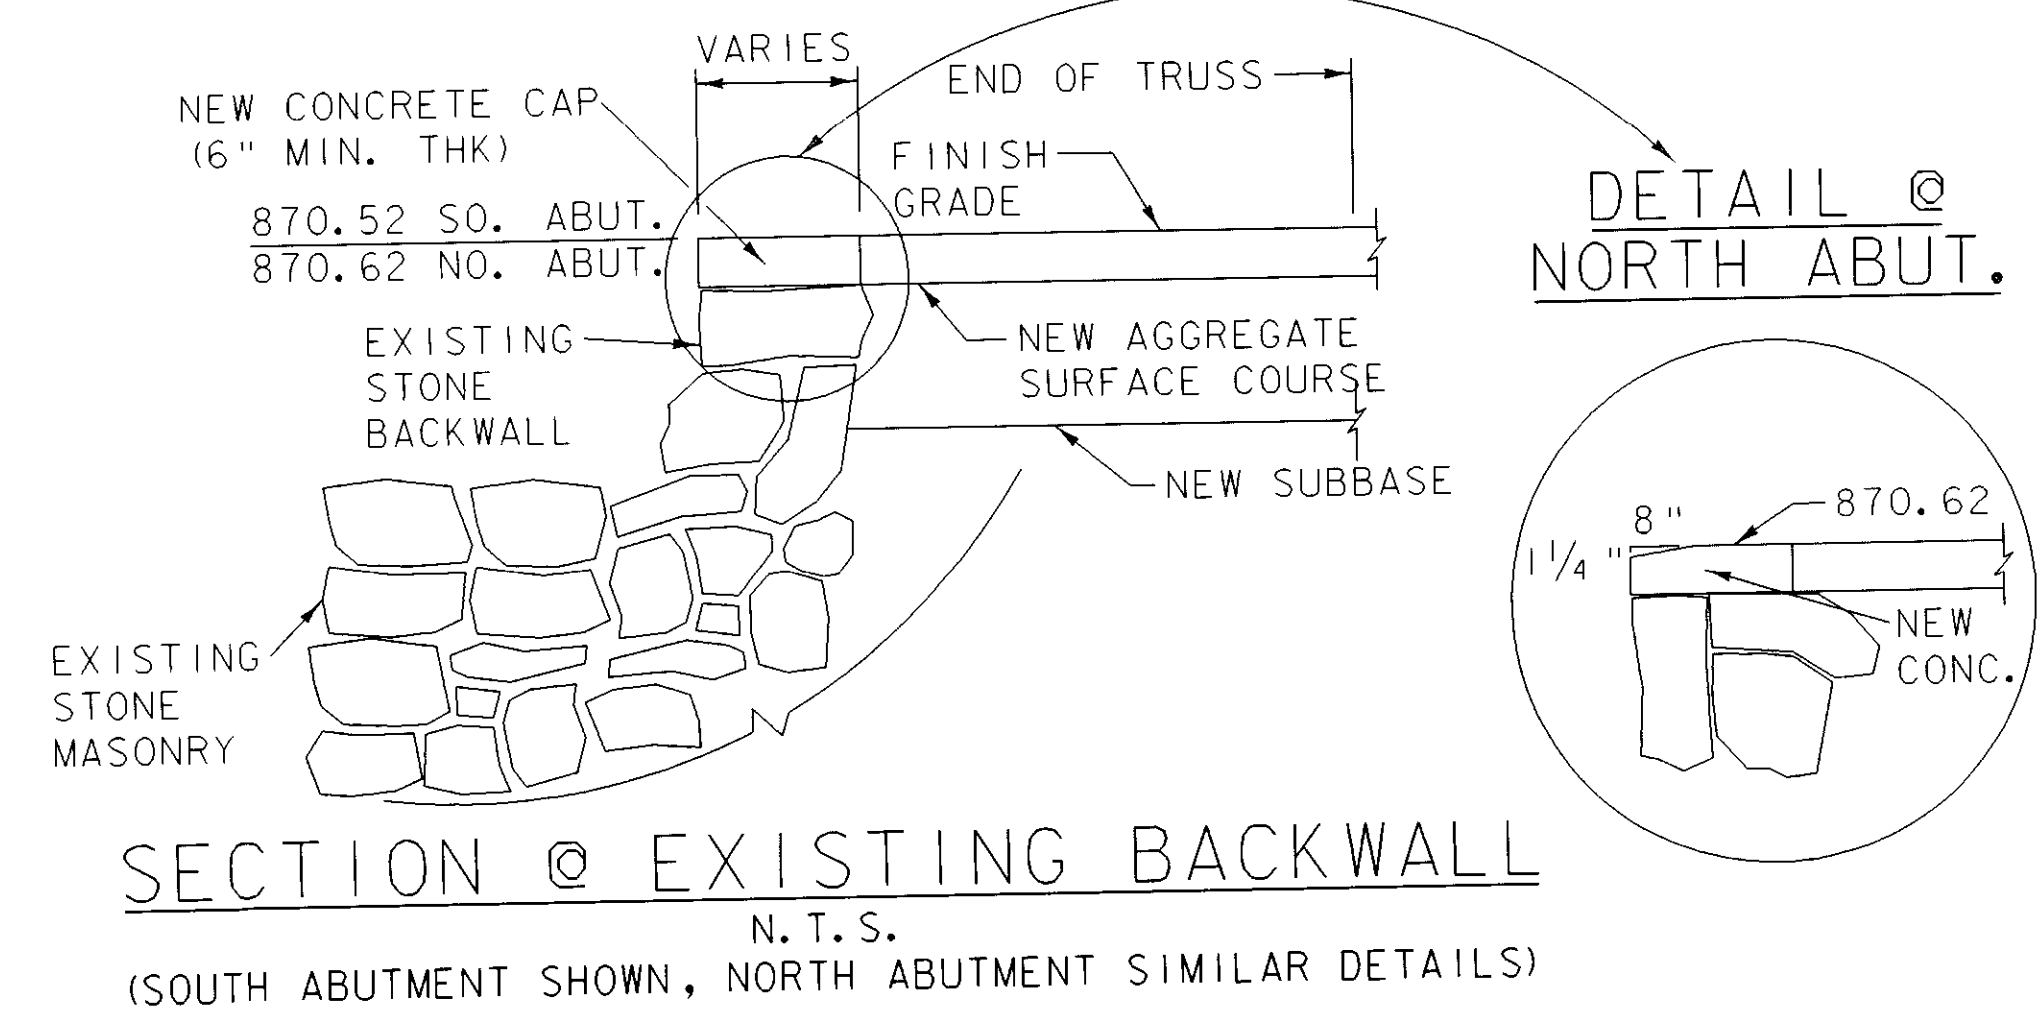 VARIES
END OF TRUSS
NEW CONCRETE CAP
(6" MIN. THK)
FINISH
GRADE
870.52 SO. ABUT.
870.62 NO. ABUT.
DETAIL @
NORTH ABUT.
EXISTING
STONE
BACKWALL
NEW AGGREGATE
SURFACE COURSE
NEW SUBBASE
8"
870.62
1 1/4 "
NEW
CONC.
EXISTING
STONE
MASONRY
SECTION @ EXISTING BACKWALL
N.T.S.
(SOUTH ABUTMENT SHOWN, NORTH ABUTMENT SIMILAR DETAILS)